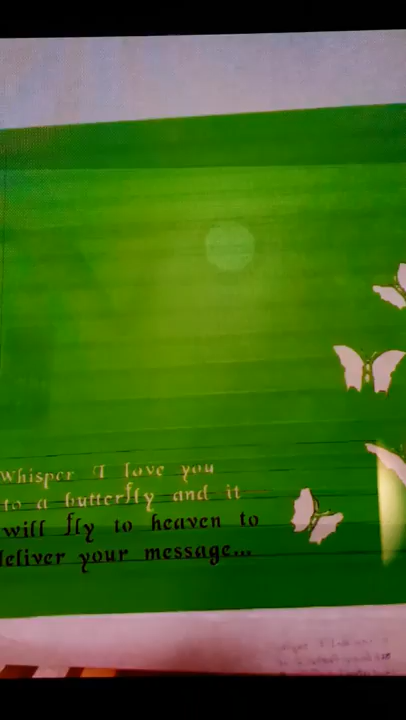 Whisper I love you
to a butterfly and it
will fly to heaven to
deliver your message...